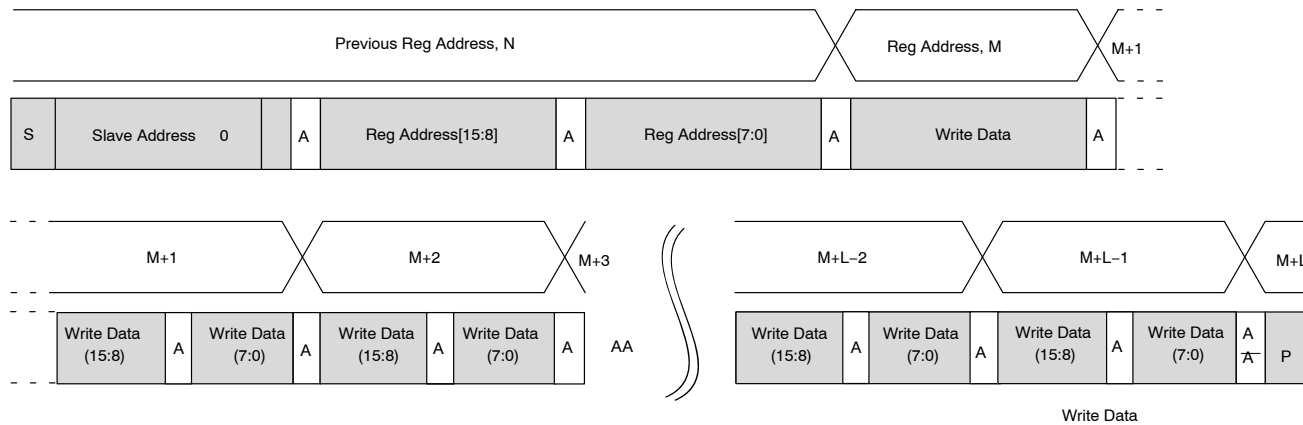 Previous Reg Address, N Reg Address, M M+1
S Slave Address 0 A Reg Address[15:8] A Reg Address[7:0] A Write Data A
M+1 M+2 M+3 M+L−2 M+L−1 M+L
Write Data Write Data Write Data Write Data Write Data Write Data Write Data Write Data A
(15:8) A (7:0) A (15:8) A (7:0) A AA (15:8) A (7:0) A (15:8) A (7:0) A P
Write Data